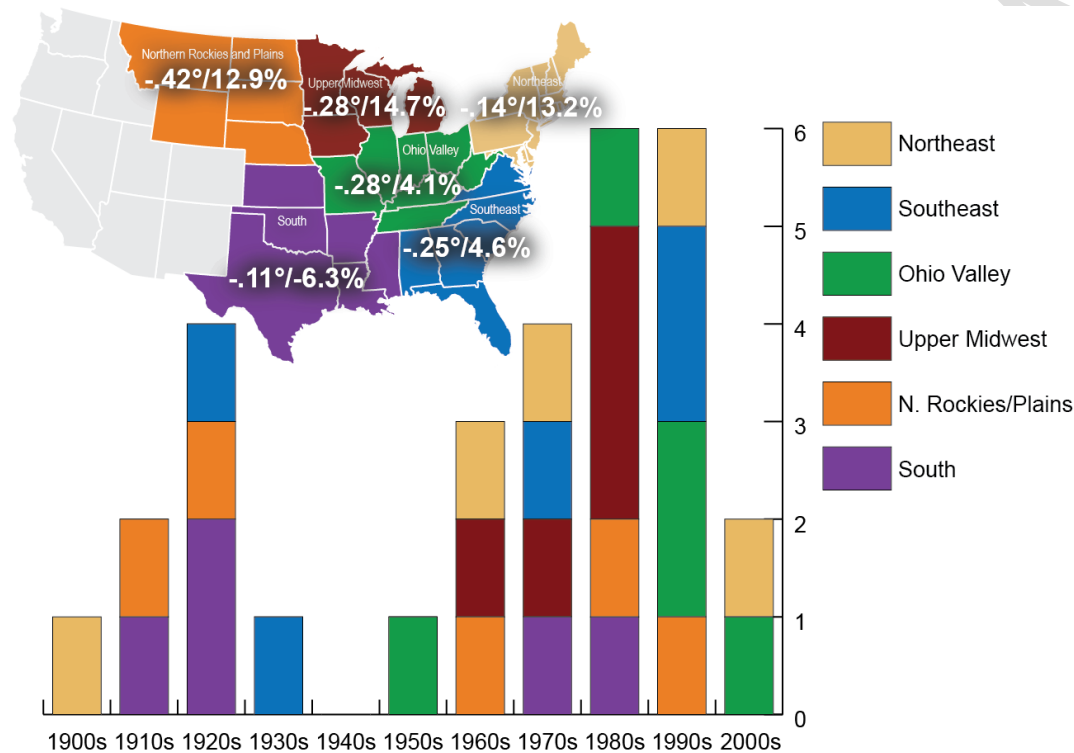 Northern Rockies and Plains
-.42°/12.9%
Upper Midwest
-.28°/14.7%
Northeast
-.14°/13.2%
Ohio Valley
-.28°/4.1%
Southeast
-.25°/4.6%
South
-.11°/-6.3%
6
5
4
3
2
1
0
Northeast
Southeast
Ohio Valley
Upper Midwest
N. Rockies/Plains
South
1900s 1910s 1920s 1930s 1940s 1950s 1960s 1970s 1980s 1990s 2000s